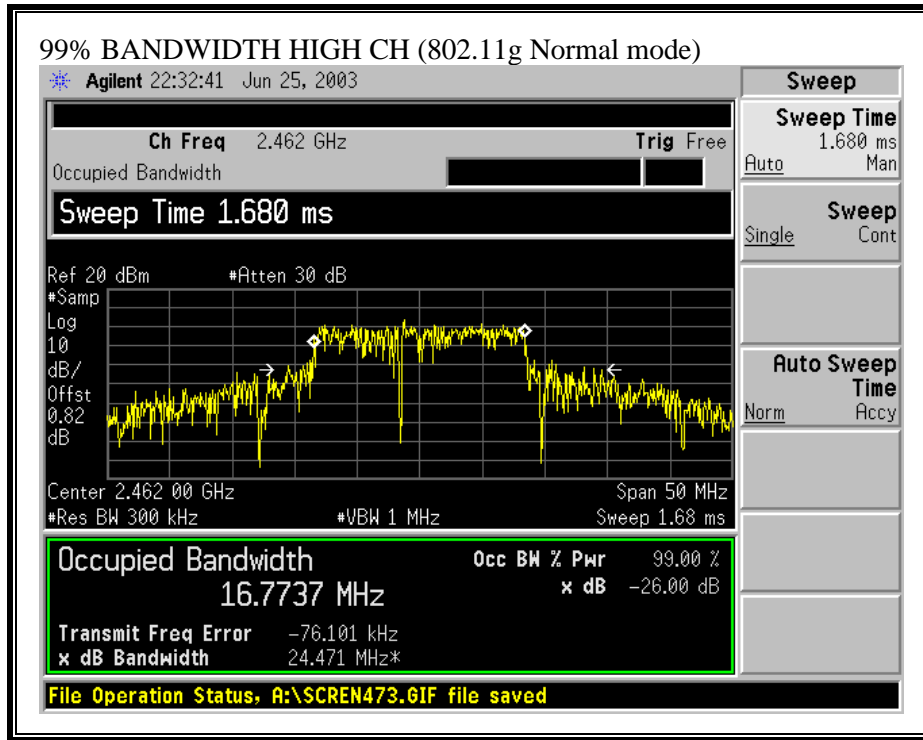 99% BANDWIDTH HIGH CH (802.11g Normal mode)
Agilent 22:32:41 Jun 25, 2003
Sweep
Ch Freq 2.462 GHz Trig Free
Occupied Bandwidth
Sweep Time 1.680 ms
Sweep Time
1.680 ms
Auto Man
Sweep
Single Cont
Auto Sweep
Time
Norm Accy
Ref 20 dBm #Atten 30 dB
#Samp
Log
10
dB/
Offst
0.82
dB
Center 2.462 00 GHz Span 50 MHz
#Res BW 300 kHz #VBW 1 MHz Sweep 1.68 ms
Occupied Bandwidth
16.7737 MHz
Occ BW % Pwr 99.00 %
x dB -26.00 dB
Transmit Freq Error -76.101 kHz
x dB Bandwidth 24.471 MHz*
File Operation Status, A:\SCREN473.GIF file saved